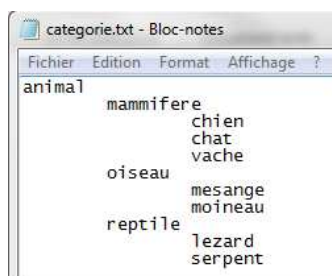 categorie.txt - Bloc-notes
Fichier Edition Format Affichage ?
animal
mammifere
chien
chat
vache
oiseau
mesange
moineau
reptile
lezard
serpent